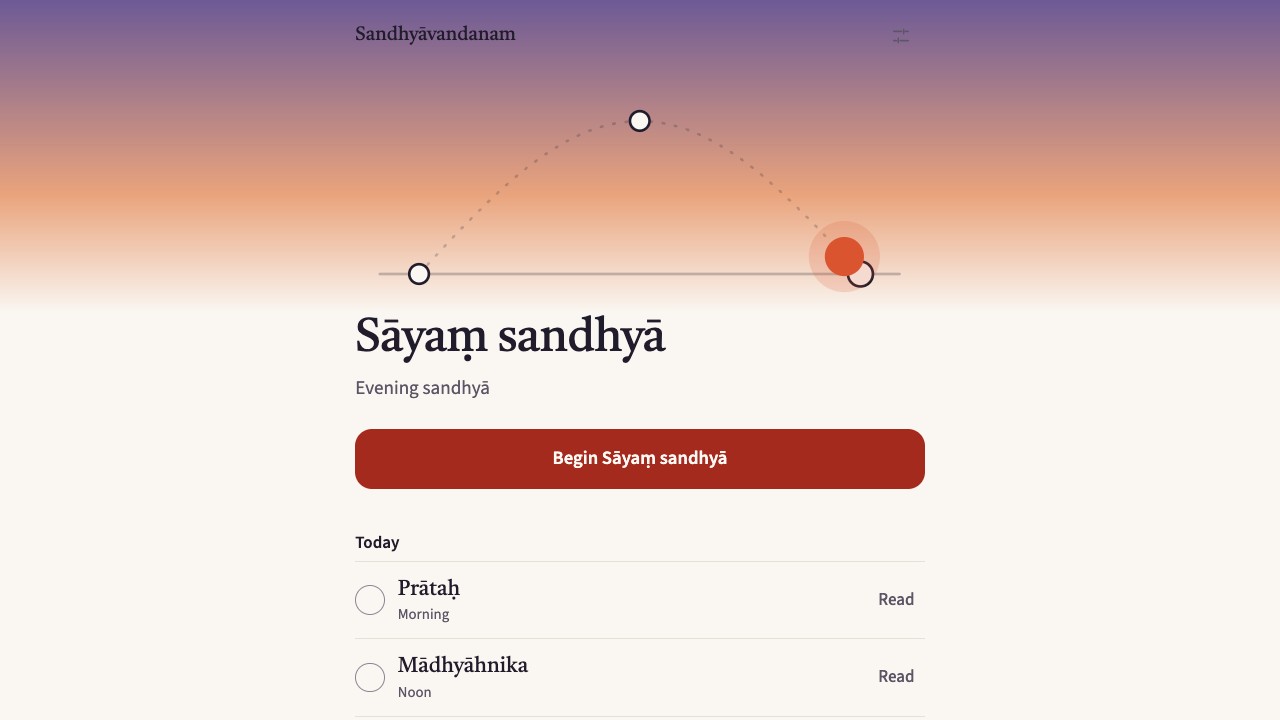 Sandhyāvandanam
Sāyaṃ sandhyā
Evening sandhyā
Begin Sāyaṃ sandhyā
Today
Prātaḥ
Morning
Read
Mādhyāhnika
Noon
Read